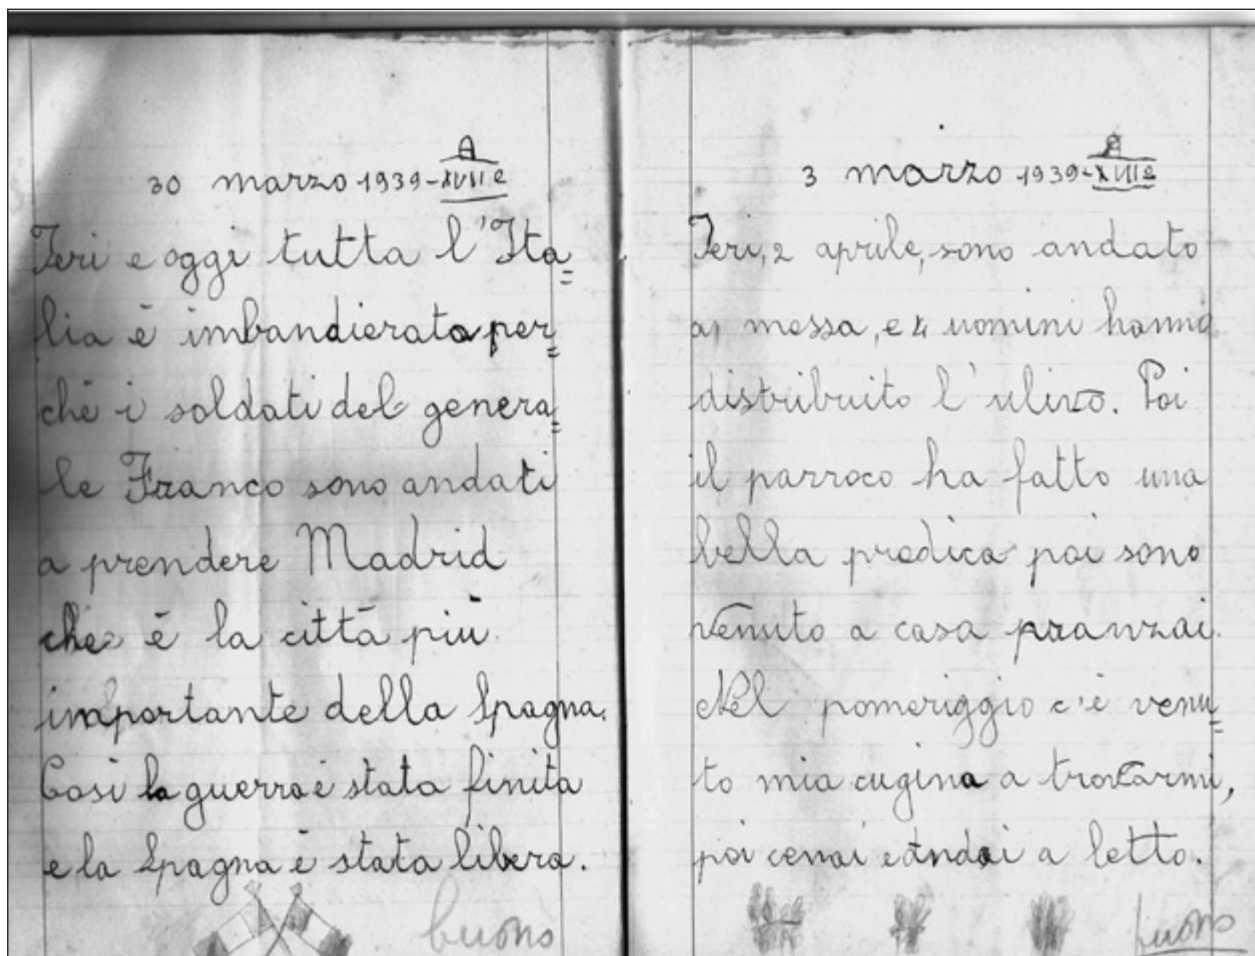 A
30 marzo 1939-XVIIe
Ieri e oggi tutta l'Ita=
lia è imbandierata per=
chè i soldati del genera=
le Franco sono andati
a prendere Madrid
che è la città più
importante della Spagna.
Così la guerra è stata finita
e la Spagna è stata libera.
buono
A
3 marzo 1939-XVIIe
Ieri, 2 aprile, sono andato
a messa, e 4 uomini hanno
distribuito l'ulivo. Poi
il parroco ha fatto una
bella predica poi sono
venuto a casa pranzai.
Nel pomeriggio c'è venu=
to mia cugina a trovarmi,
poi cenai e andai a letto.
buono